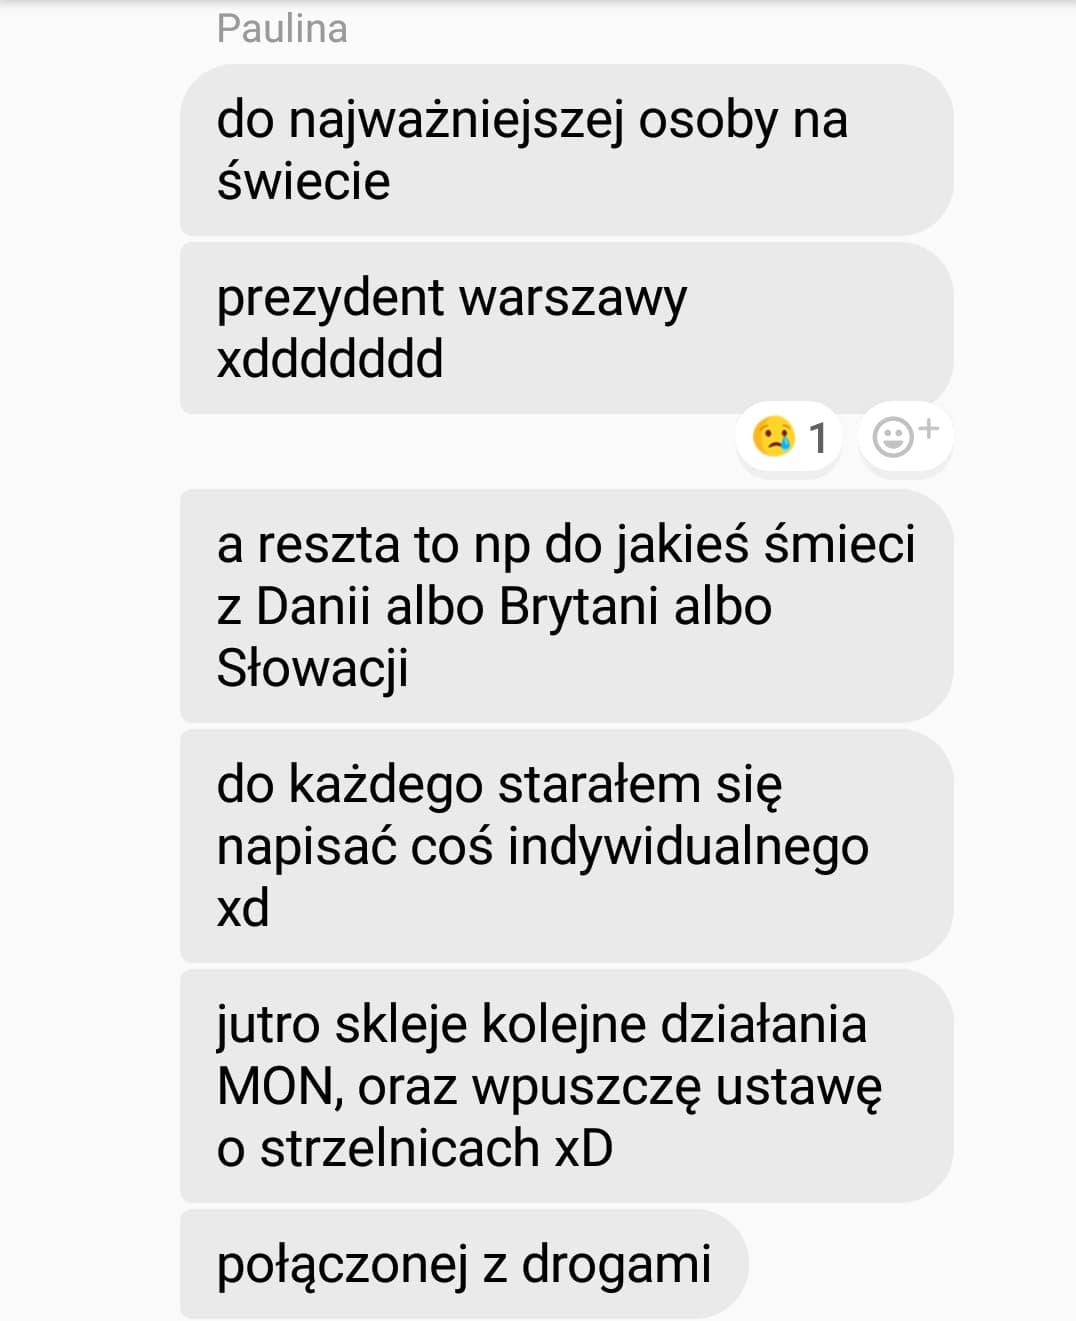 Paulina
do najważniejszej osoby na
świecie
prezydent warszawy
xddddddd
1
a reszta to np do jakieś śmieci
z Danii albo Brytani albo
Słowacji
do każdego starałem się
napisać coś indywidualnego
xd
jutro skleje kolejne działania
MON, oraz wpuszczę ustawę
o strzelnicach xD
połączonej z drogami